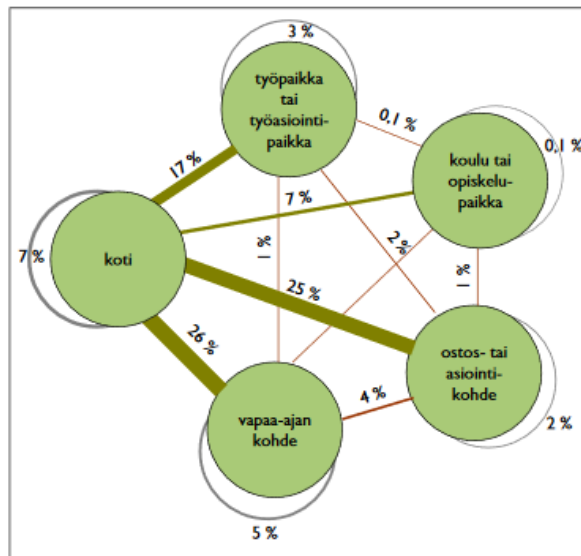 3 %
työpaikka
tai
työasiointi-
paikka
0,1 %
koulu tai
opiskelu-
paikka
0,1 %
17 %
7 %
7 %
koti
1 %
2 %
1 %
25 %
26 %
ostos- tai
asiointi-
kohde
4 %
vapaa-ajan
kohde
2 %
5 %